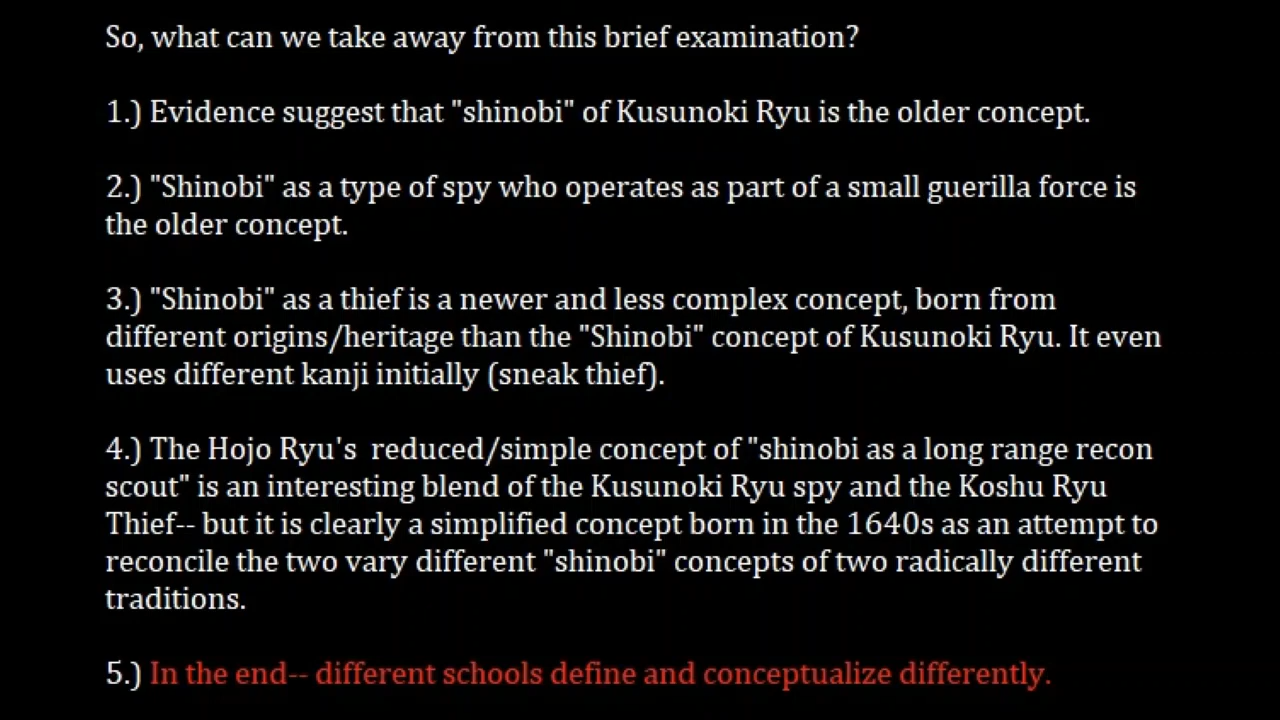 So, what can we take away from this brief examination?
1.) Evidence suggest that "shinobi" of Kusunoki Ryu is the older concept.
2.) "Shinobi" as a type of spy who operates as part of a small guerilla force is
the older concept.
3.) "Shinobi" as a thief is a newer and less complex concept, born from
different origins/heritage than the "Shinobi" concept of Kusunoki Ryu. It even
uses different kanji initially (sneak thief).
4.) The Hojo Ryu's  reduced/simple concept of "shinobi as a long range recon
scout" is an interesting blend of the Kusunoki Ryu spy and the Koshu Ryu
Thief-- but it is clearly a simplified concept born in the 1640s as an attempt to
reconcile the two vary different "shinobi" concepts of two radically different
traditions.
5.) In the end-- different schools define and conceptualize differently.